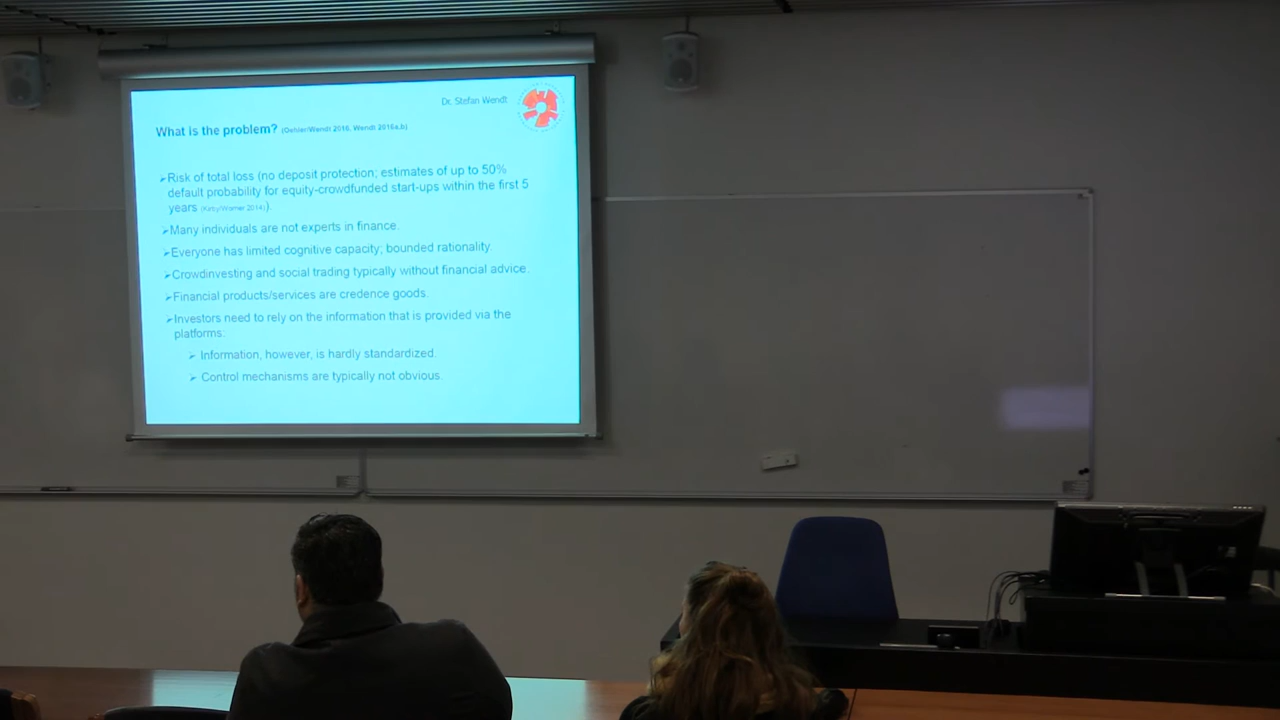 Dr. Stefan Wendt
What is the problem? (Oehler/Wendt 2016, Wendt 2016a,b)
➢Risk of total loss (no deposit protection; estimates of up to 50%
default probability for equity-crowdfunded start-ups within the first 5
years (Kirby/Worner 2014)).
➢Many individuals are not experts in finance.
➢Everyone has limited cognitive capacity; bounded rationality.
➢Crowdinvesting and social trading typically without financial advice.
➢Financial products/services are credence goods.
➢Investors need to rely on the information that is provided via the
platforms:
➢ Information, however, is hardly standardized.
➢ Control mechanisms are typically not obvious.